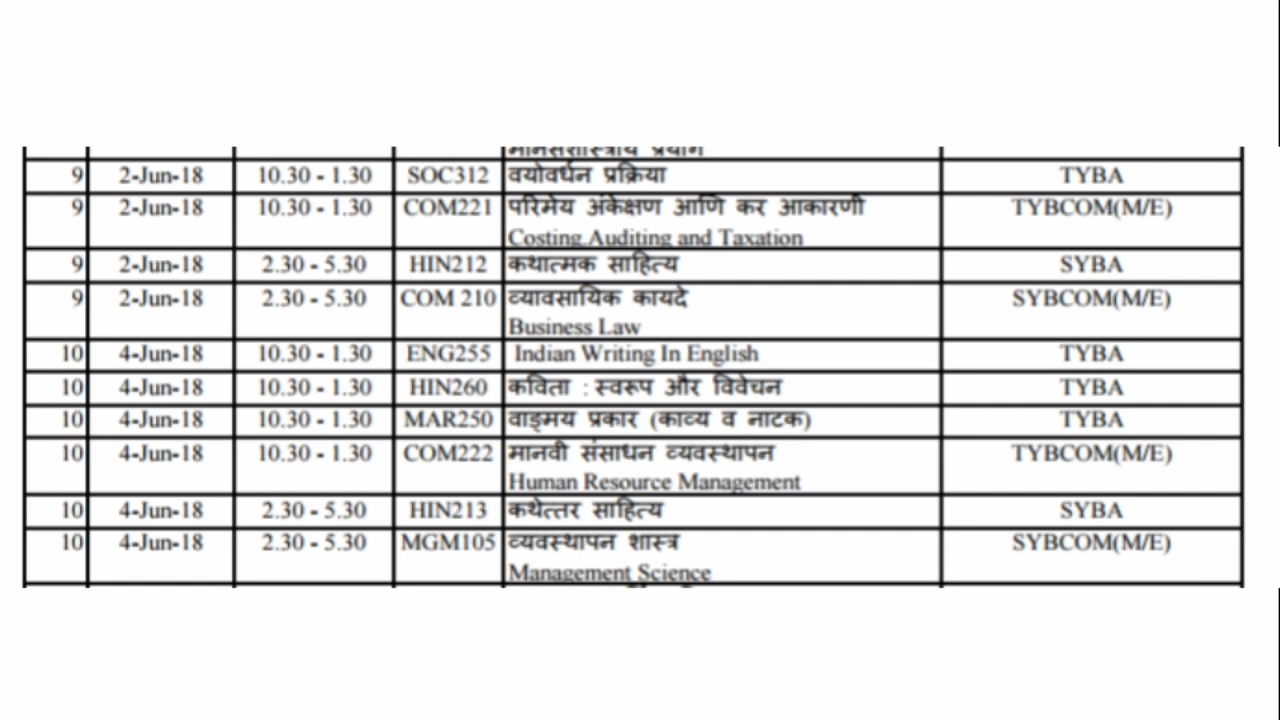 मानसशास्त्रीय प्रयोग
9 2-Jun-18 10.30 - 1.30 SOC312 वयोवर्धन प्रक्रिया TYBA
9 2-Jun-18 10.30 - 1.30 COM221 परिमेय अंकेक्षण आणि कर आकारणी TYBCOM(M/E)
Costing,Auditing and Taxation
9 2-Jun-18 2.30 - 5.30 HIN212 कथात्मक साहित्य SYBA
9 2-Jun-18 2.30 - 5.30 COM 210 व्यावसायिक कायदे SYBCOM(M/E)
Business Law
10 4-Jun-18 10.30 - 1.30 ENG255 Indian Writing In English TYBA
10 4-Jun-18 10.30 - 1.30 HIN260 कविता : स्वरूप और विवेचन TYBA
10 4-Jun-18 10.30 - 1.30 MAR250 वाङ्मय प्रकार (काव्य व नाटक) TYBA
10 4-Jun-18 10.30 - 1.30 COM222 मानवी संसाधन व्यवस्थापन TYBCOM(M/E)
Human Resource Management
10 4-Jun-18 2.30 - 5.30 HIN213 कथेत्तर साहित्य SYBA
10 4-Jun-18 2.30 - 5.30 MGM105 व्यवस्थापन शास्त्र SYBCOM(M/E)
Management Science